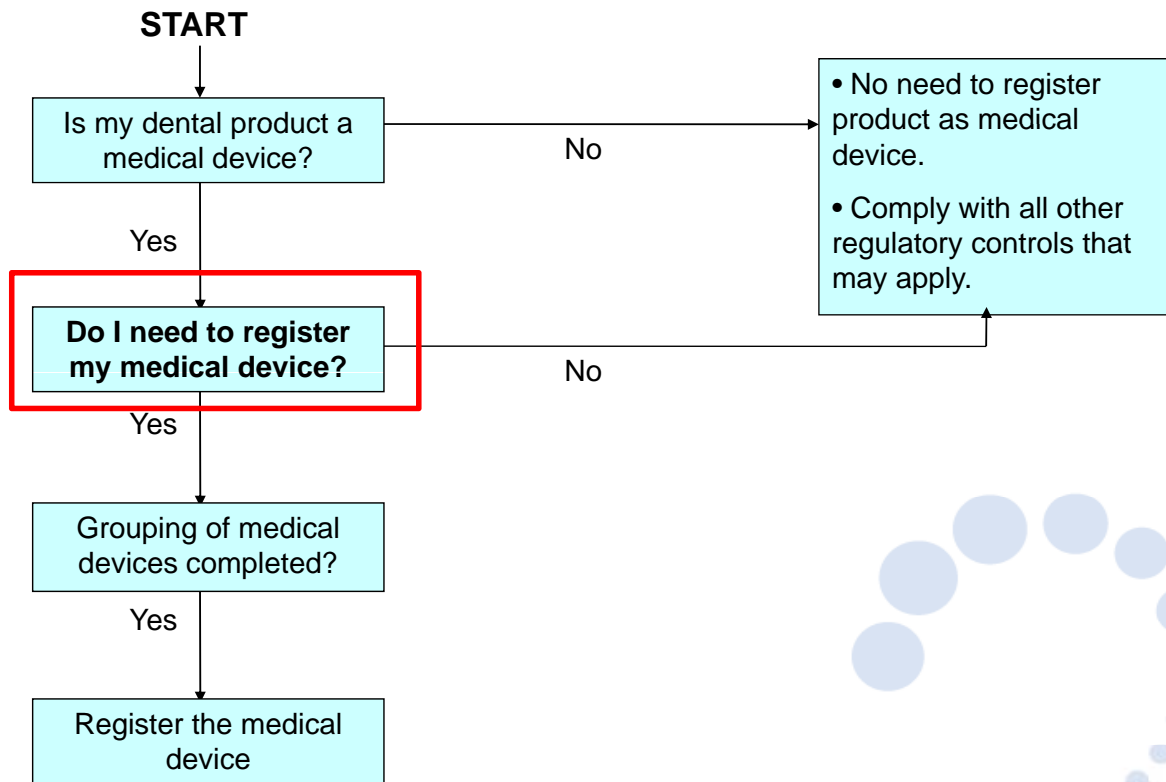 START
Is my dental product a
medical device?
No
• No need to register
product as medical
device.
• Comply with all other
regulatory controls that
may apply.
Yes
Do I need to register
my medical device?
No
Yes
Grouping of medical
devices completed?
Yes
Register the medical
device